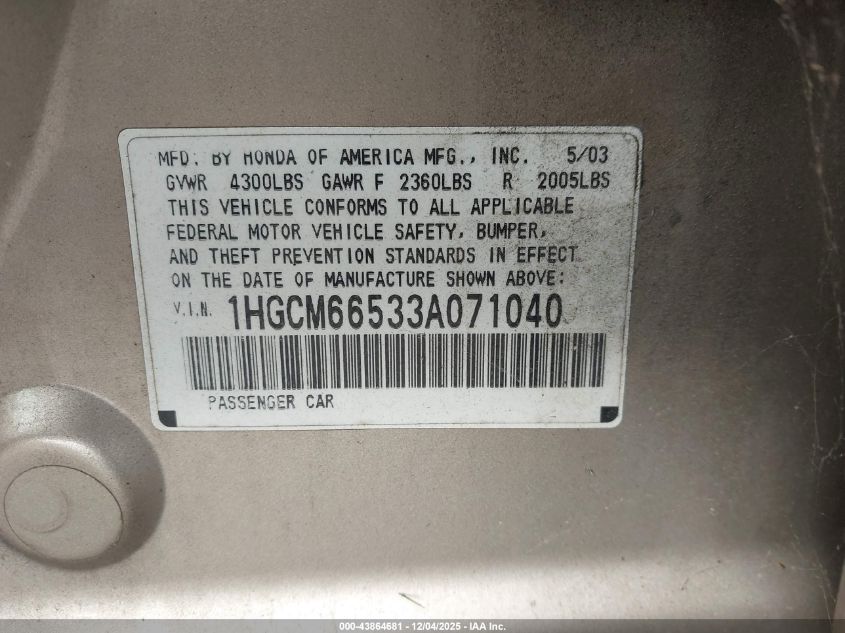 MFD. BY HONDA OF AMERICA MFG., INC. 5/03
GVWR 4300LBS GAWR F 2360LBS R 2005LBS
THIS VEHICLE CONFORMS TO ALL APPLICABLE
FEDERAL MOTOR VEHICLE SAFETY, BUMPER,
AND THEFT PREVENTION STANDARDS IN EFFECT
ON THE DATE OF MANUFACTURE SHOWN ABOVE:
V.I.N. 1HGCM66533A071040
PASSENGER CAR
000-43864681 - 12/04/2025 - IAA Inc.